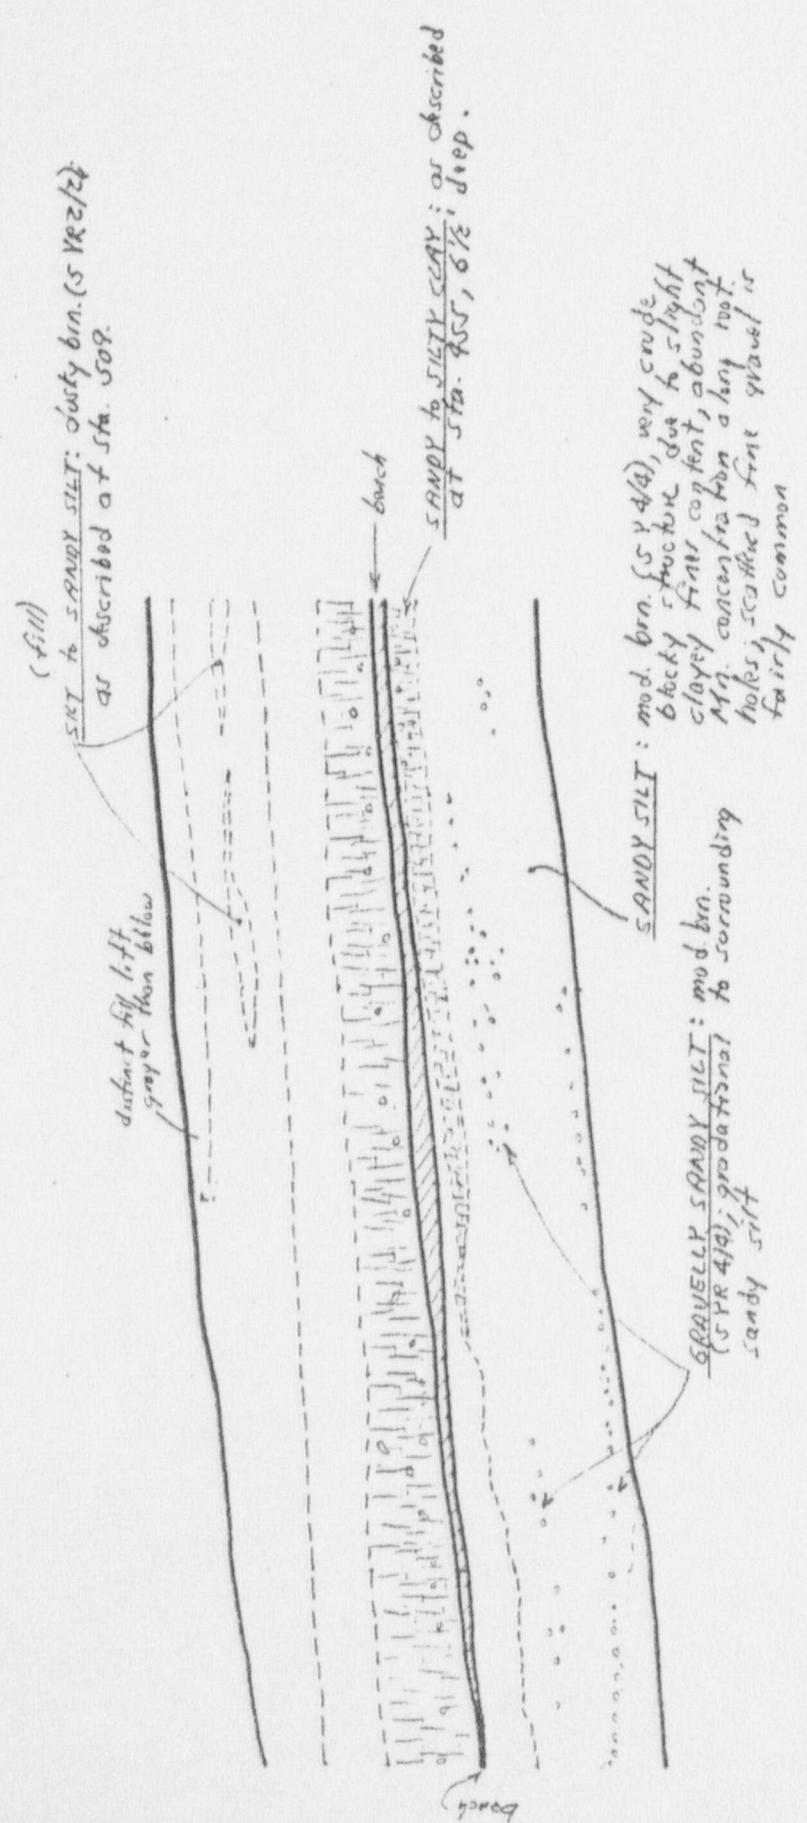 (fill)
SILT to SANDY SILT: dusky brn. (5 YR 2/2);
as described at sta. 509.
distinct fill lift
grayer than below
bench
SANDY to SILTY CLAY: as described
at sta. 455, 6½' deep.
bench
SANDY SILT: mod. brn. (5 Y 4/4), very crude
blocky structure due to slight
clayey fines content, abundant
Mn. concentration along root
holes; scattered fine gravel is
fairly common
GRAVELLY SANDY SILT: mod. brn.
(5 YR 4/4); gradational to surrounding
sandy silt